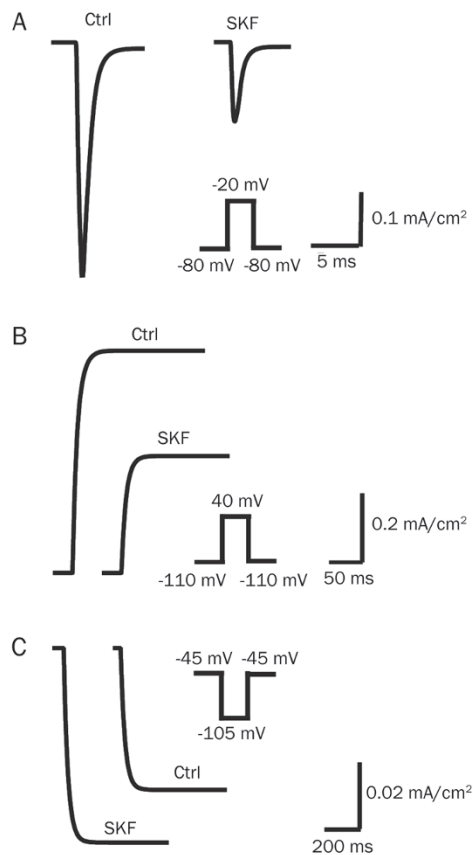 A
Ctrl
SKF
-20 mV
-80 mV -80 mV
5 ms
0.1 mA/cm²
B
Ctrl
SKF
40 mV
-110 mV -110 mV
50 ms
0.2 mA/cm²
C
-45 mV -45 mV
-105 mV
Ctrl
SKF
200 ms
0.02 mA/cm²